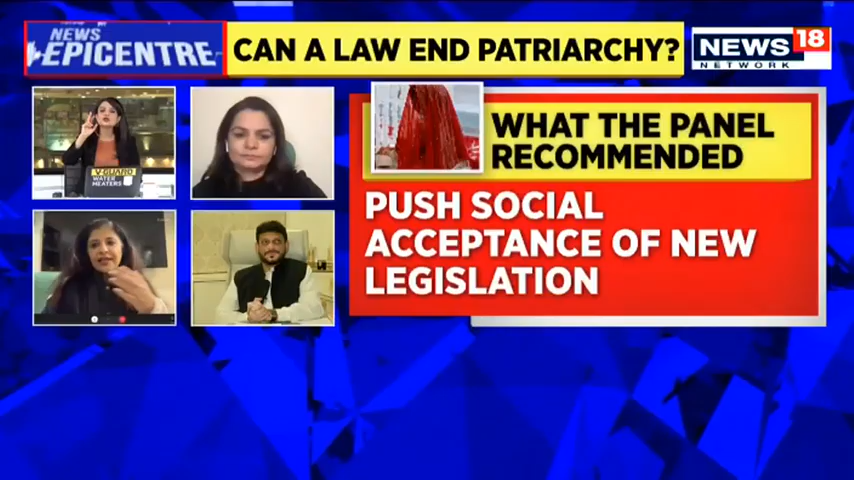 NEWS
EPICENTRE
CAN A LAW END PATRIARCHY?
NEWS 18
NETWORK
V-GUARD
WATER
HEATERS
WHAT THE PANEL
RECOMMENDED
PUSH SOCIAL
ACCEPTANCE OF NEW
LEGISLATION